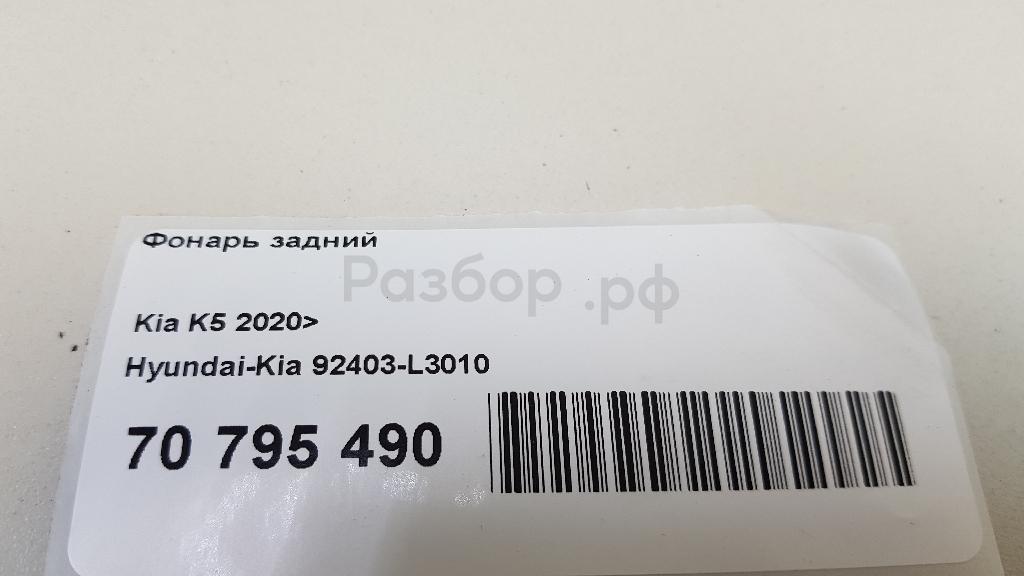 Фонарь задний
Разбор.рф
Kia K5 2020>
Hyundai-Kia 92403-L3010
70 795 490